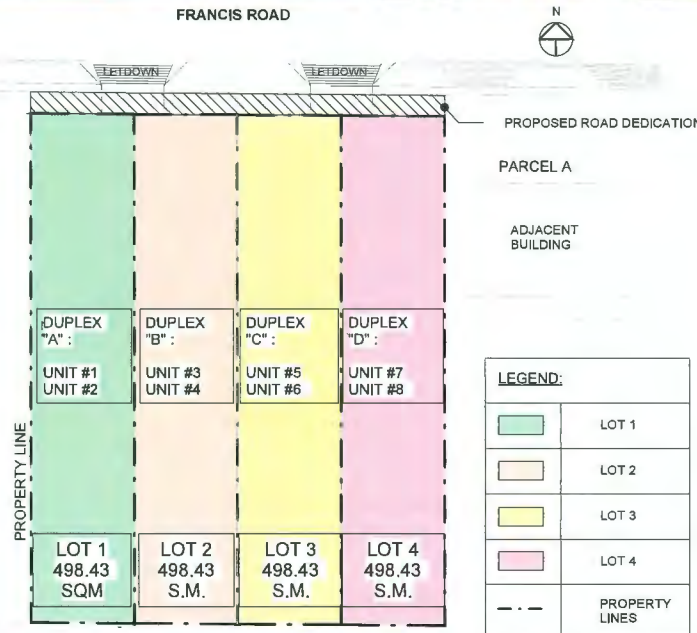 FRANCIS ROAD
N
LETDOWN
LETDOWN
PROPOSED ROAD DEDICATION
PARCEL A
ADJACENT
BUILDING
DUPLEX
"A" :
UNIT #1
UNIT #2
DUPLEX
"B" :
UNIT #3
UNIT #4
DUPLEX
"C" :
UNIT #5
UNIT #6
DUPLEX
"D" :
UNIT #7
UNIT #8
PROPERTY LINE
LOT 1
498.43
SQM
LOT 2
498.43
S.M.
LOT 3
498.43
S.M.
LOT 4
498.43
S.M.
LEGEND:
LOT 1
LOT 2
LOT 3
LOT 4
PROPERTY
LINES